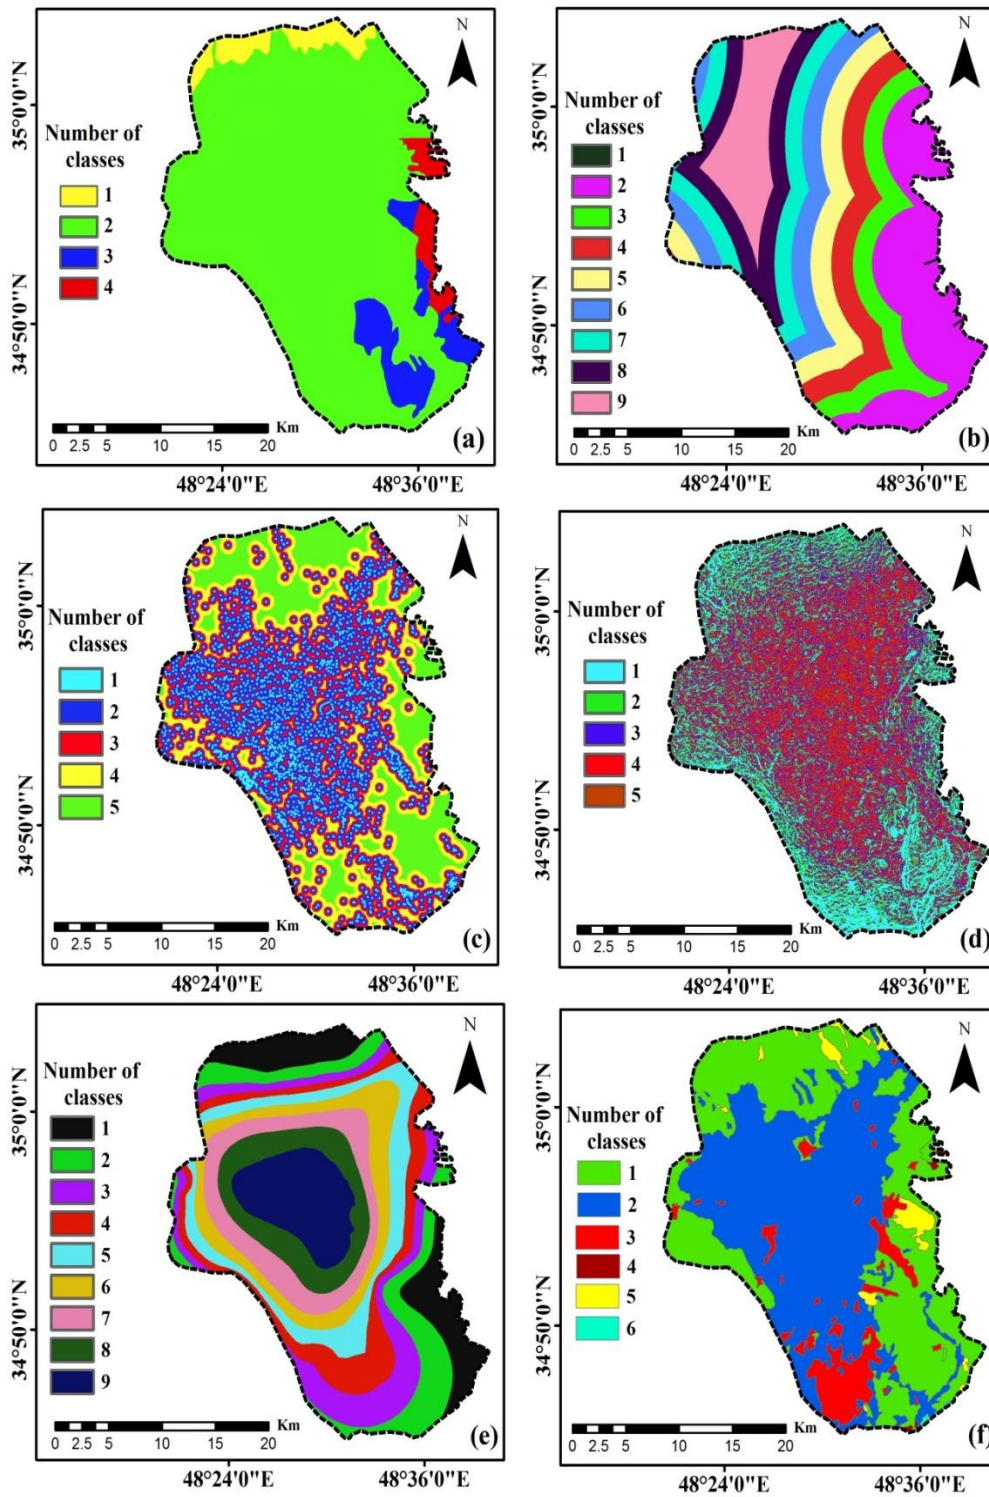 N
35°0'0"N
34°50'0"N
Number of
classes
1
2
3
4
Km
0 2.5 5 10 15 20
(a)
48°24'0"E 48°36'0"E
N
35°0'0"N
34°50'0"N
Number of
classes
1
2
3
4
5
6
7
8
9
Km
0 2.5 5 10 15 20
(b)
48°24'0"E 48°36'0"E
N
35°0'0"N
34°50'0"N
Number of
classes
1
2
3
4
5
Km
0 2.5 5 10 15 20
(c)
48°24'0"E 48°36'0"E
N
35°0'0"N
34°50'0"N
Number of
classes
1
2
3
4
5
Km
0 2.5 5 10 15 20
(d)
48°24'0"E 48°36'0"E
N
35°0'0"N
34°50'0"N
Number of
classes
1
2
3
4
5
6
7
8
9
Km
0 2.5 5 10 15 20
(e)
48°24'0"E 48°36'0"E
N
35°0'0"N
34°50'0"N
Number of
classes
1
2
3
4
5
6
Km
0 2.5 5 10 15 20
(f)
48°24'0"E 48°36'0"E